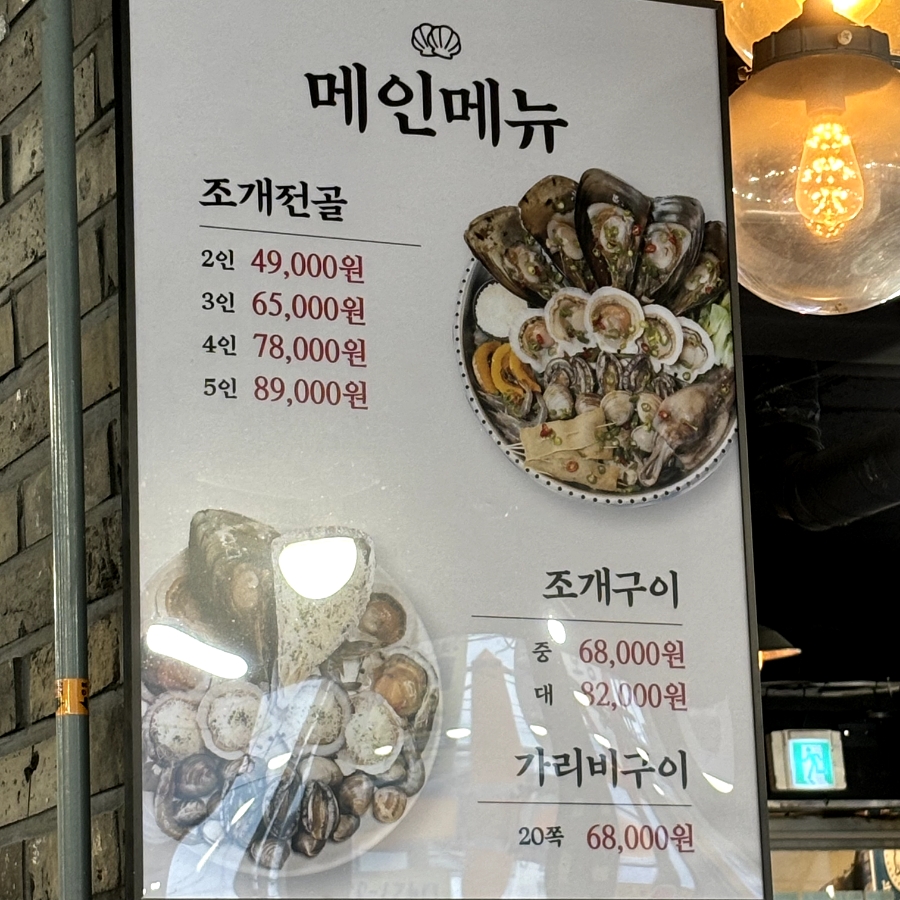 메인메뉴
조개전골
2인 49,000원
3인 65,000원
4인 78,000원
5인 89,000원
조개구이
중 68,000원
대 82,000원
가리비구이
20쪽 68,000원